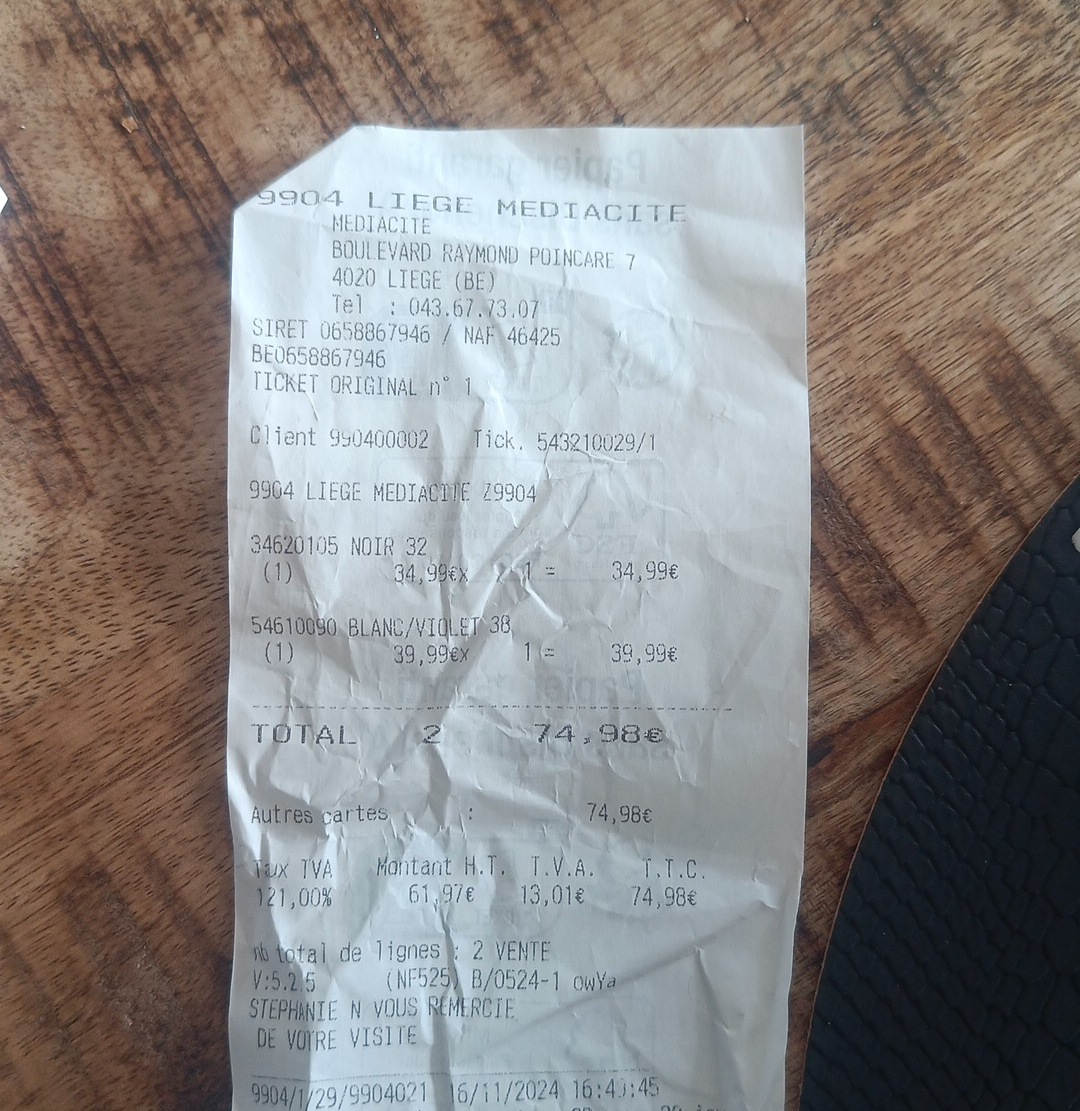 9904 LIEGE MEDIACITE
MEDIACITE
BOULEVARD RAYMOND POINCARE 7
4020 LIEGE (BE)
Tel : 043.67.73.07
SIRET 0658867946 / NAF 46425
BE0658867946
TICKET ORIGINAL n° 1
Client 990400002 Tick. 543210029/1
9904 LIEGE MEDIACITE Z9904
34620105 NOIR 32
(1) 34,99€x 1 = 34,99€
54610090 BLANC/VIOLET 38
(1) 39,99€x 1 = 39,99€
TOTAL 2 74,98€
Autres cartes : 74,98€
Taux TVA Montant H.T. T.V.A. T.T.C.
121,00% 61,97€ 13,01€ 74,98€
nb total de lignes : 2 VENTE
V:5.2.5 (NF525) B/0524-1 owYa
STEPHANIE N VOUS REMERCIE
DE VOTRE VISITE
9904/1/29/9904021 16/11/2024